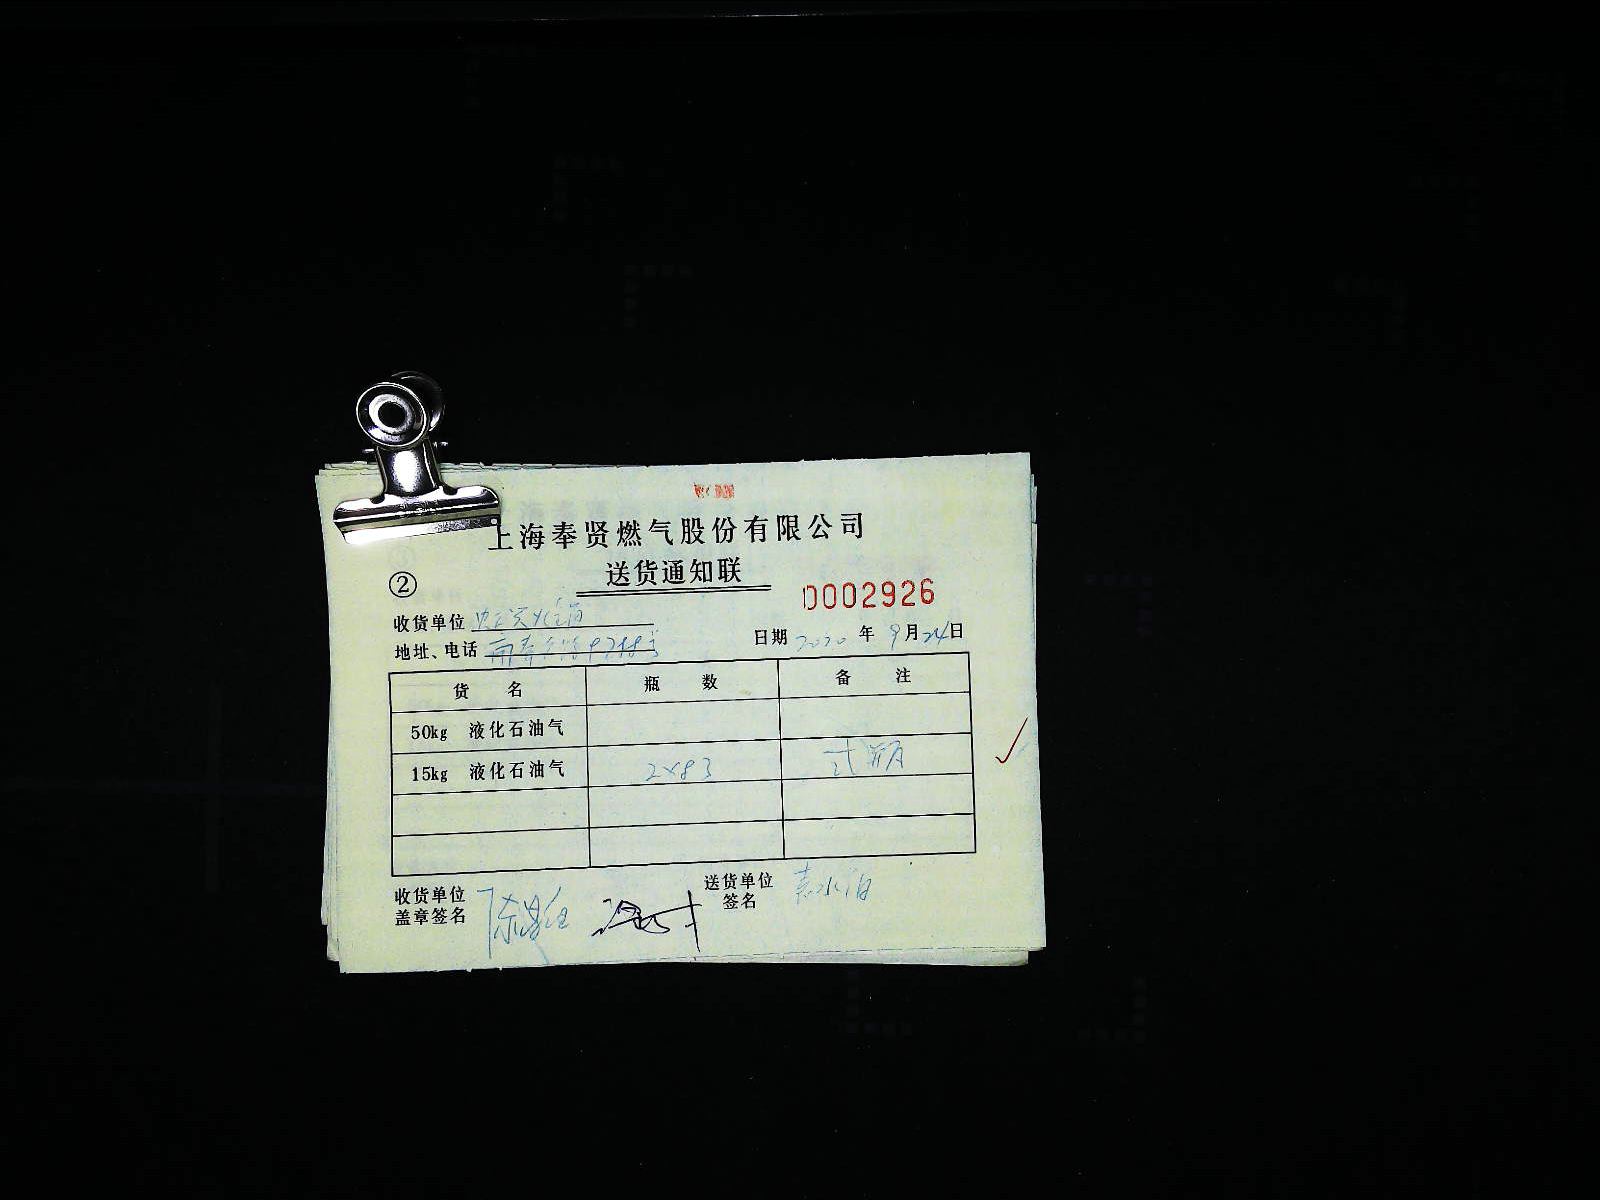 上海奉贤燃气股份有限公司
送货通知联
② 0002926
收货单位
地址、电话 日期 2020 年 9 月 24 日
货 名 瓶 数 备 注
50kg 液化石油气
15kg 液化石油气 2×83 贰瓶
收货单位 送货单位
盖章签名 签名